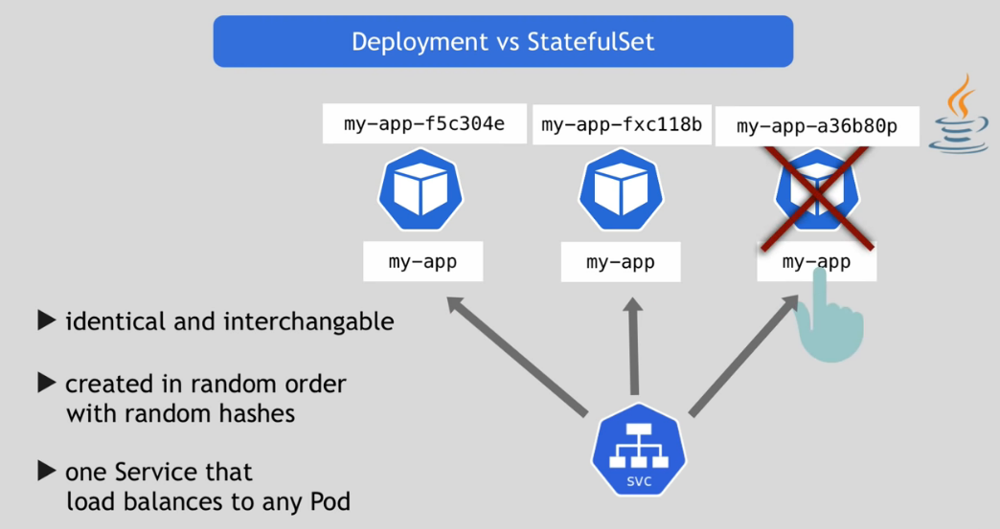 Deployment vs StatefulSet
my-app-f5c304e
my-app-fxc118b
my-app-a36b80p
my-app
my-app
my-app
identical and interchangable
created in random order
with random hashes
one Service that
load balances to any Pod
svc